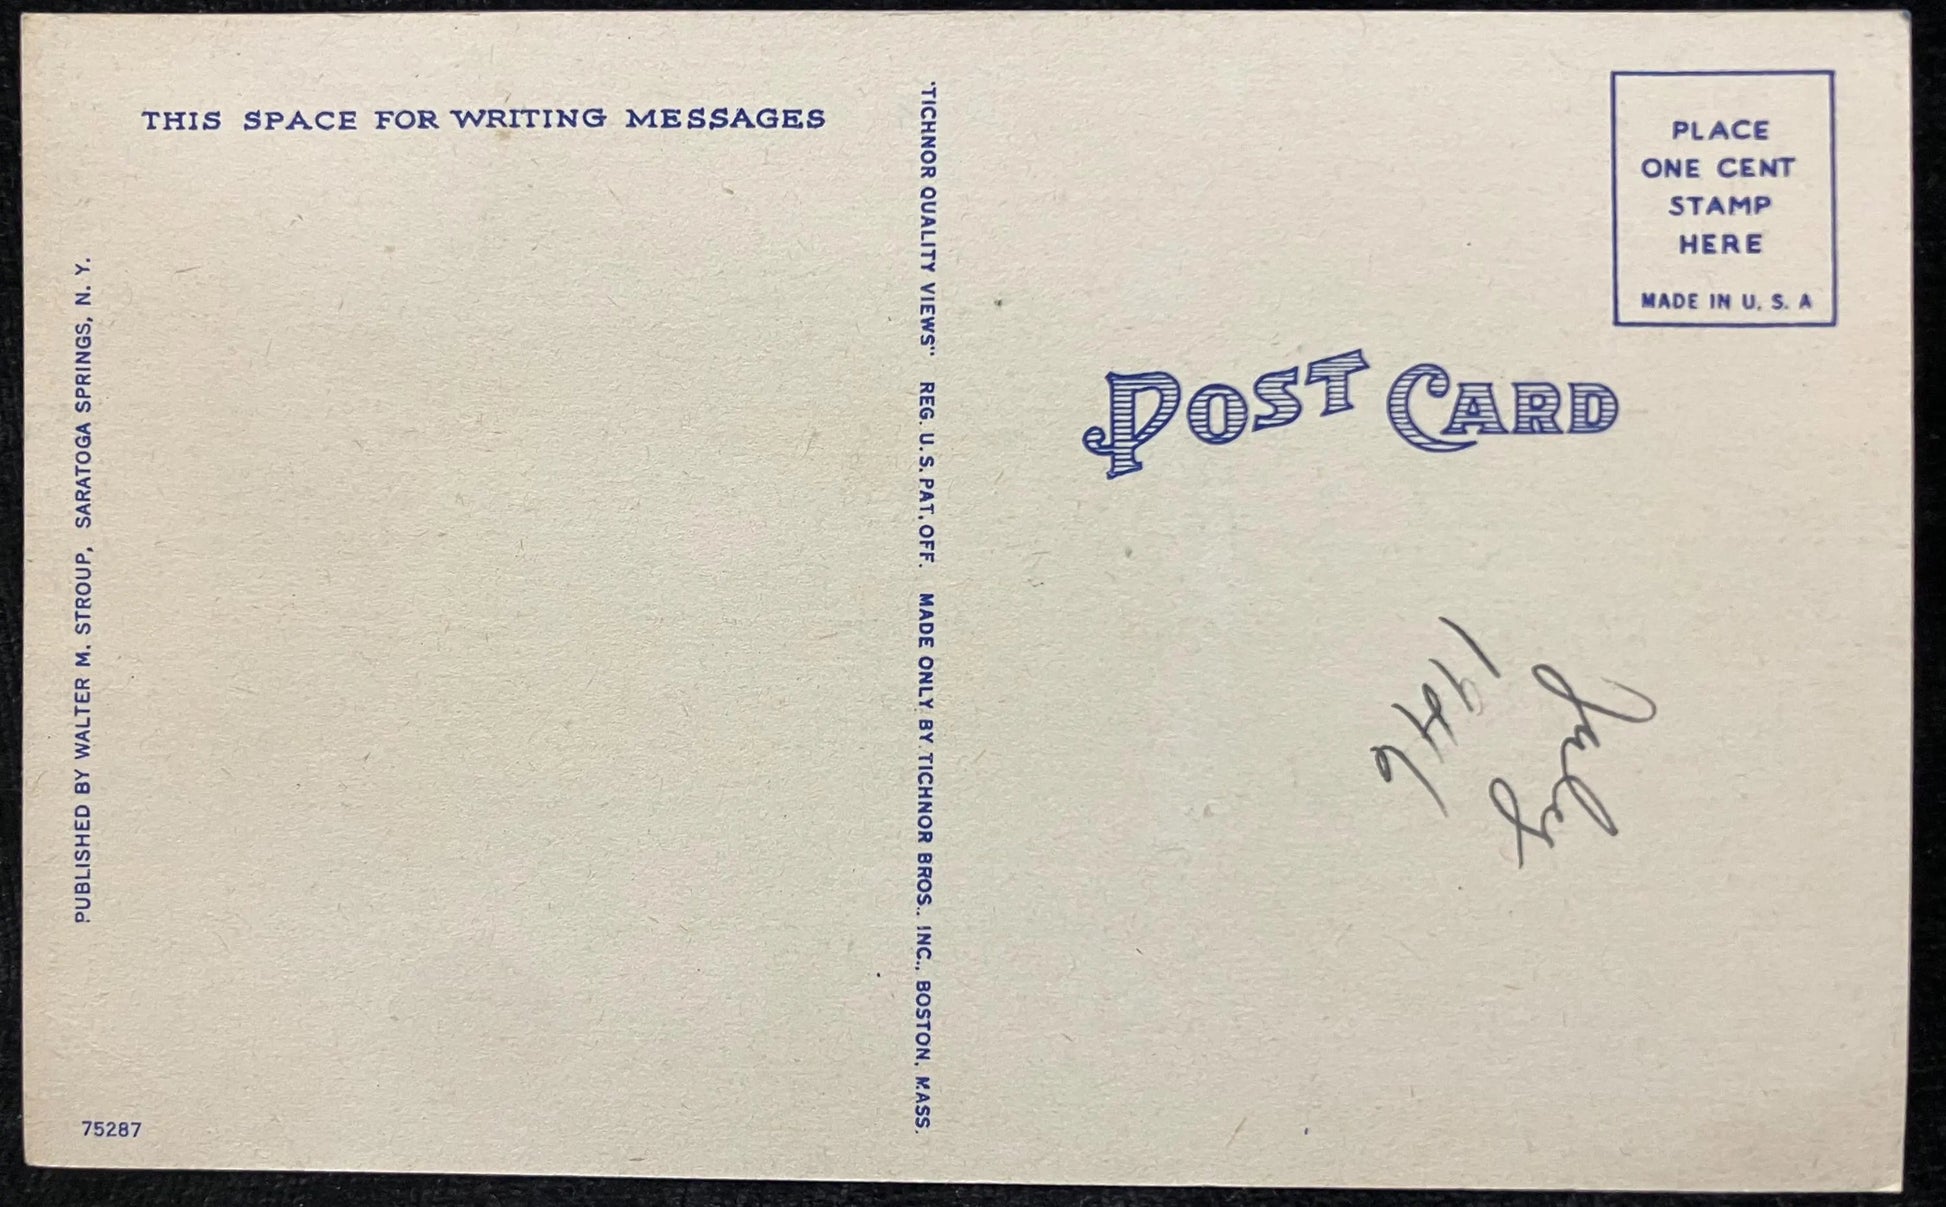 THIS SPACE FOR WRITING MESSAGES
PUBLISHED BY WALTER M. STROUP, SARATOGA SPRINGS, N. Y.
75287
"TICHNOR QUALITY VIEWS" REG. U. S. PAT. OFF. MADE ONLY BY TICHNOR BROS., INC., BOSTON, MASS.
PLACE
ONE CENT
STAMP
HERE
MADE IN U. S. A
POST CARD
July
1946